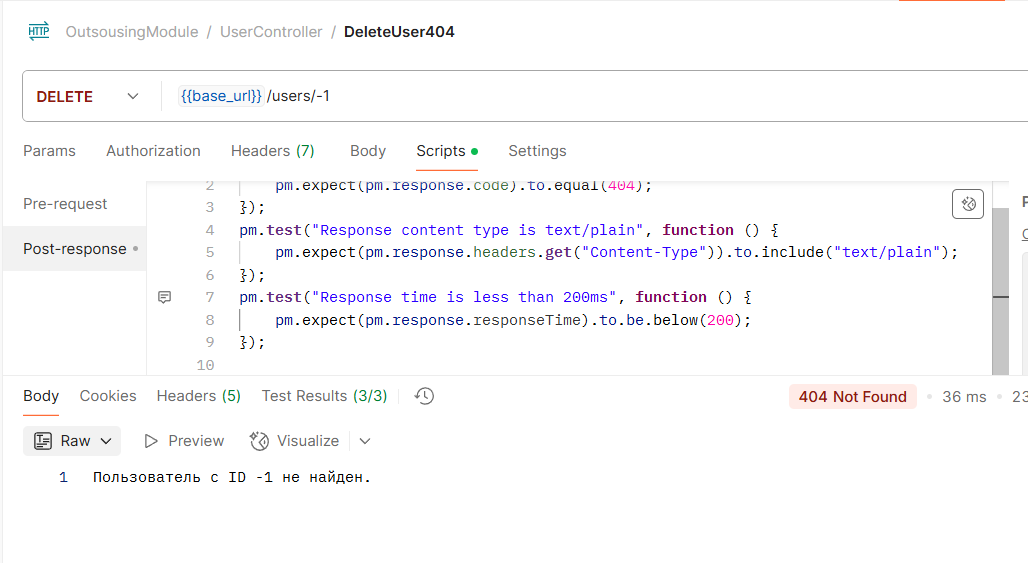 HTTP OutsousingModule / UserController / DeleteUser404
DELETE {{base_url}} /users/-1
Params Authorization Headers (7) Body Scripts Settings
Pre-request
Post-response
2 pm.expect(pm.response.code).to.equal(404);
3 });
4 pm.test("Response content type is text/plain", function () {
5 pm.expect(pm.response.headers.get("Content-Type")).to.include("text/plain");
6 });
7 pm.test("Response time is less than 200ms", function () {
8 pm.expect(pm.response.responseTime).to.be.below(200);
9 });
10
Body Cookies Headers (5) Test Results (3/3) 404 Not Found 36 ms 23
Raw Preview Visualize
1 Пользователь с ID -1 не найден.